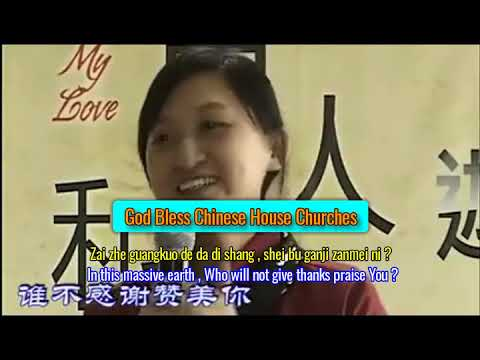 My
Love
人
God Bless Chinese House Churches
Zai zhe guangkuo de da di shang , shei bu ganji zanmei ni ?
In this massive earth , Who will not give thanks praise You ?
谁不感谢赞美你